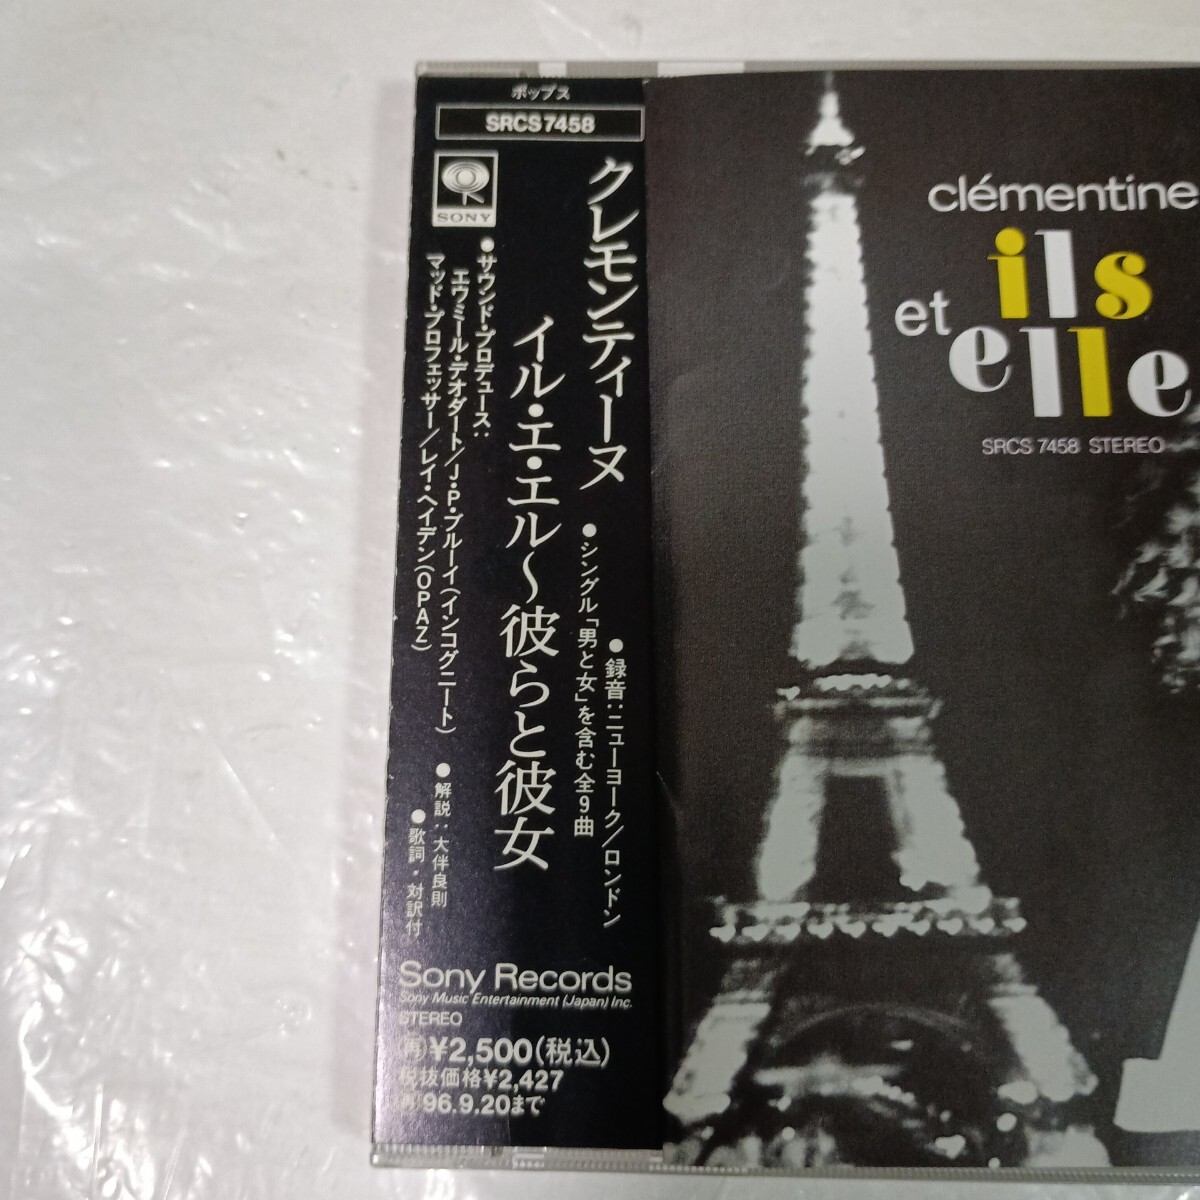 ポップス
SRCS 7458
SONY
クレモンティーヌ
イル・エ・エル〜彼らと彼女
●録音:ニューヨーク/ロンドン
●シングル「男と女」を含む全9曲
●サウンド・プロデュース:
エウミール・デオダート/J・P・ブルーイ(インコグニート)
マッド・プロフェッサー/レイ・ヘイデン(OPAZ)
●解説:大伴良則
●歌詞・対訳付
Sony Records
Sony Music Entertainment (Japan) Inc.
STEREO
再¥2,500(税込)
税抜価格¥2,427
再96.9.20まで
clémentine
ils
et elle
SRCS 7458 STEREO